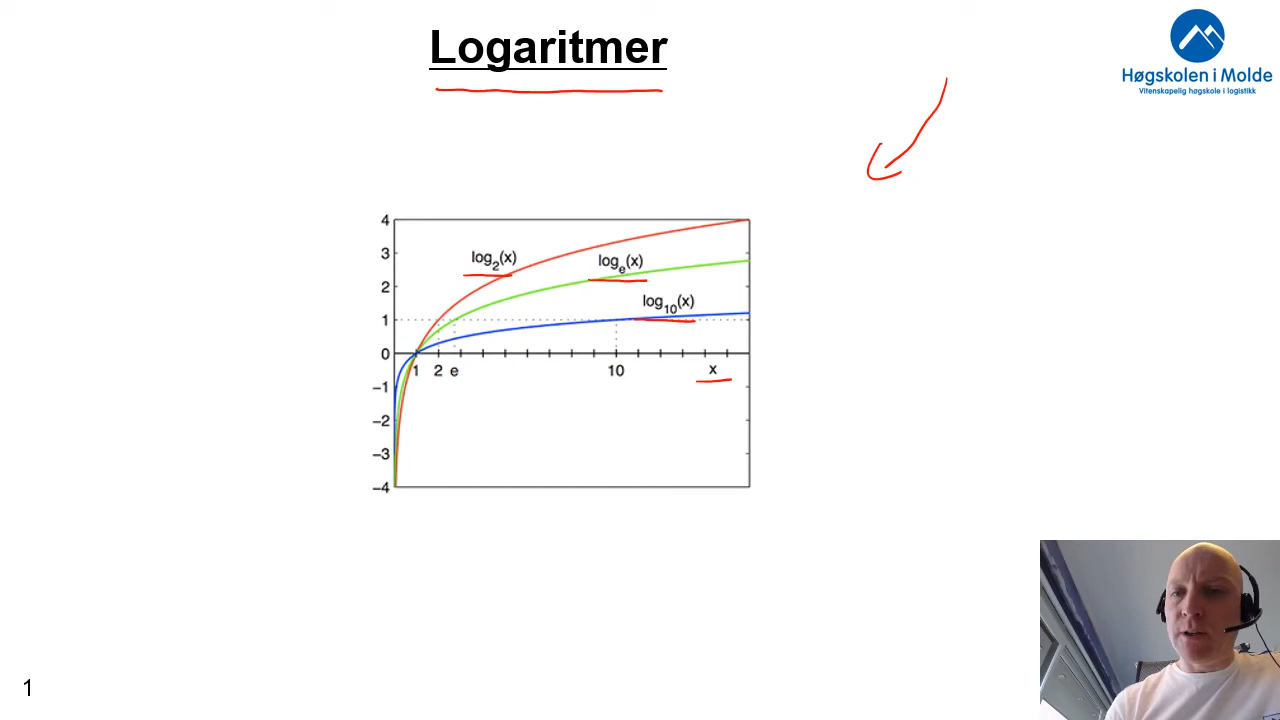 Logaritmer
Høgskolen i Molde
Vitenskapelig høgskole i logistikk
4
3
2
1
0
−1
−2
−3
−4
log2(x)
loge(x)
log10(x)
1 2 e 10 x
1